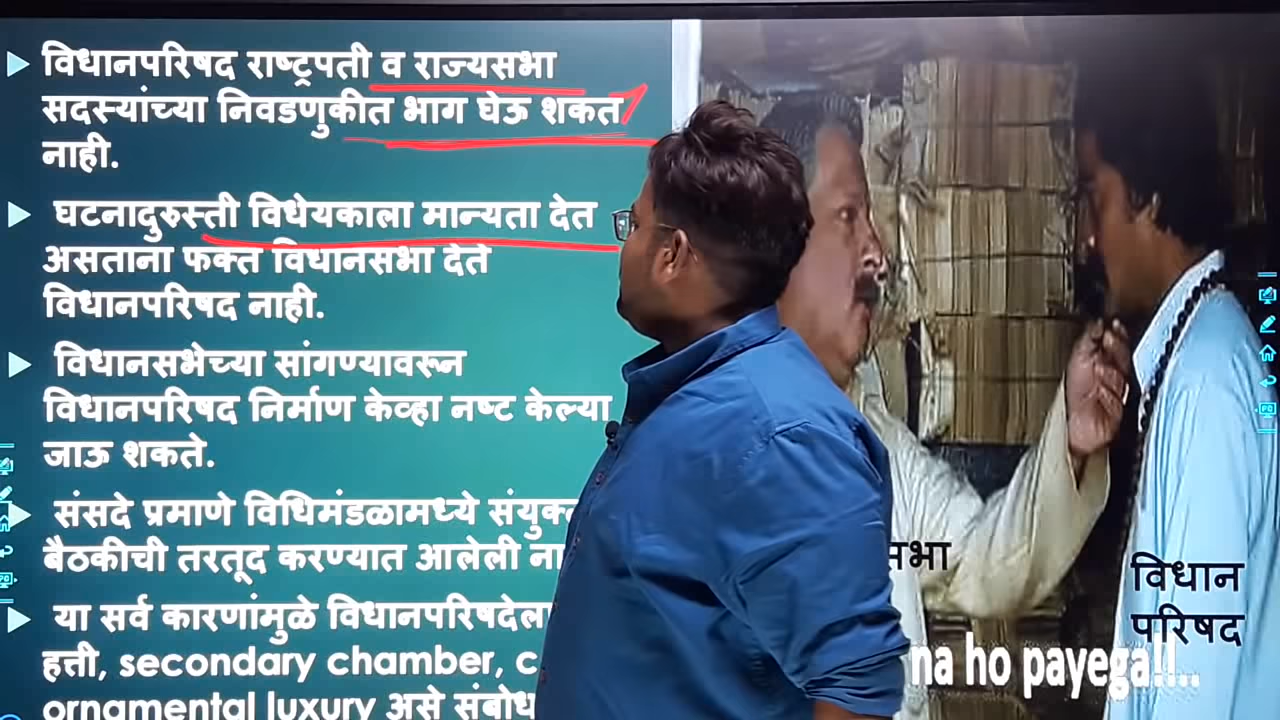 विधानपरिषद राष्ट्रपती व राज्यसभा
सदस्यांच्या निवडणुकीत भाग घेऊ शकत
नाही.
घटनादुरुस्ती विधेयकाला मान्यता देत
असताना फक्त विधानसभा देते
विधानपरिषद नाही.
विधानसभेच्या सांगण्यावरून
विधानपरिषद निर्माण केव्हा नष्ट केल्या
जाऊ शकते.
संसदे प्रमाणे विधिमंडळामध्ये
बैठकीची तरतूद करण्यात आलेली
या सर्व कारणांमुळे
हत्ती, secondary chamber,
ornamental luxury असे
सभा
विधान
परिषद
na ho payega!!..